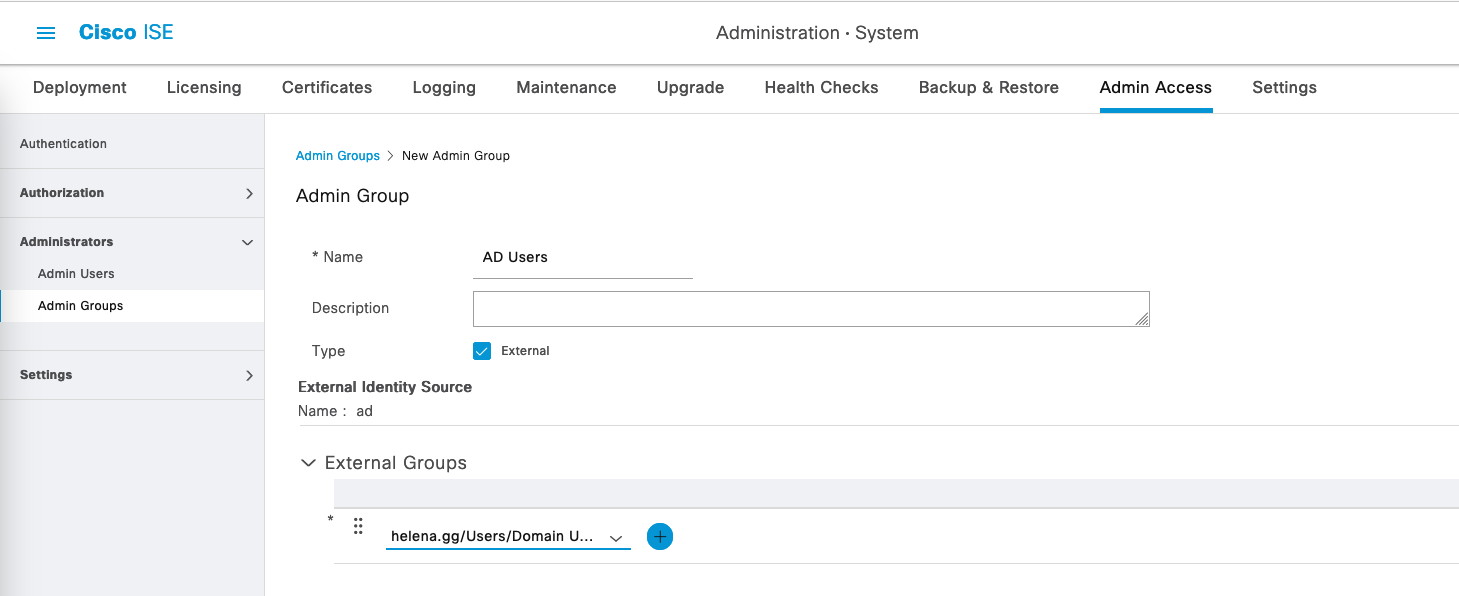 Cisco ISE
Administration · System
Deployment Licensing Certificates Logging Maintenance Upgrade Health Checks Backup & Restore Admin Access Settings
Authentication
Authorization
Administrators
Admin Users
Admin Groups
Settings
Admin Groups > New Admin Group
Admin Group
* Name AD Users
Description
Type External
External Identity Source
Name : ad
External Groups
* helena.gg/Users/Domain U...